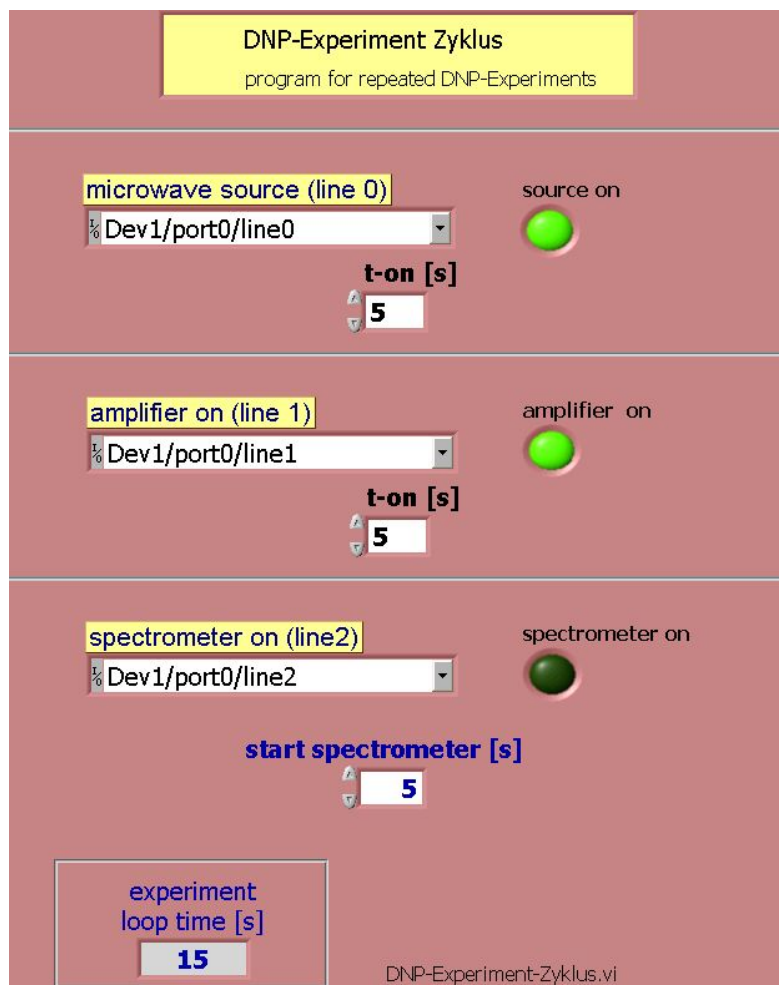 DNP-Experiment Zyklus
program for repeated DNP-Experiments
microwave source (line 0)
source on
Dev1/port0/line0
t-on [s]
5
amplifier on (line 1)
amplifier on
Dev1/port0/line1
t-on [s]
5
spectrometer on (line2)
spectrometer on
Dev1/port0/line2
start spectrometer [s]
5
experiment
loop time [s]
15
DNP-Experiment-Zyklus.vi